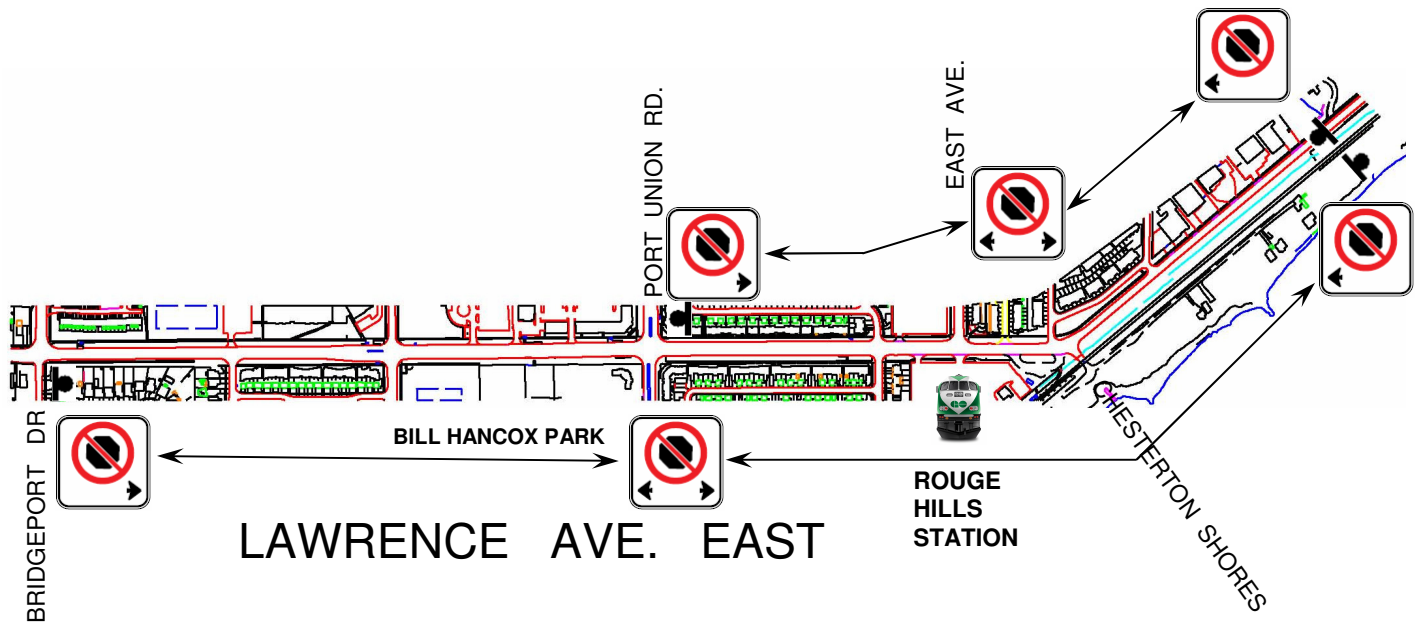 EAST AVE.
PORT UNION RD.
BRIDGEPORT DR
BILL HANCOX PARK
ROUGE
HILLS
STATION
CHESTERTON SHORES
LAWRENCE AVE. EAST